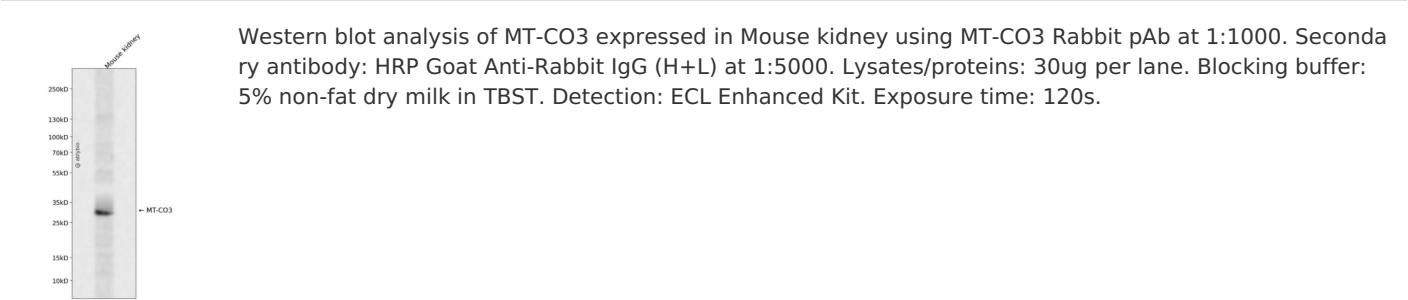 Mouse kidney
250kD
130kD
100kD
70kD
55kD
35kD
25kD
15kD
10kD
@ ablybio
← MT-CO3
Western blot analysis of MT-CO3 expressed in Mouse kidney using MT-CO3 Rabbit pAb at 1:1000. Seconda
ry antibody: HRP Goat Anti-Rabbit IgG (H+L) at 1:5000. Lysates/proteins: 30ug per lane. Blocking buffer:
5% non-fat dry milk in TBST. Detection: ECL Enhanced Kit. Exposure time: 120s.